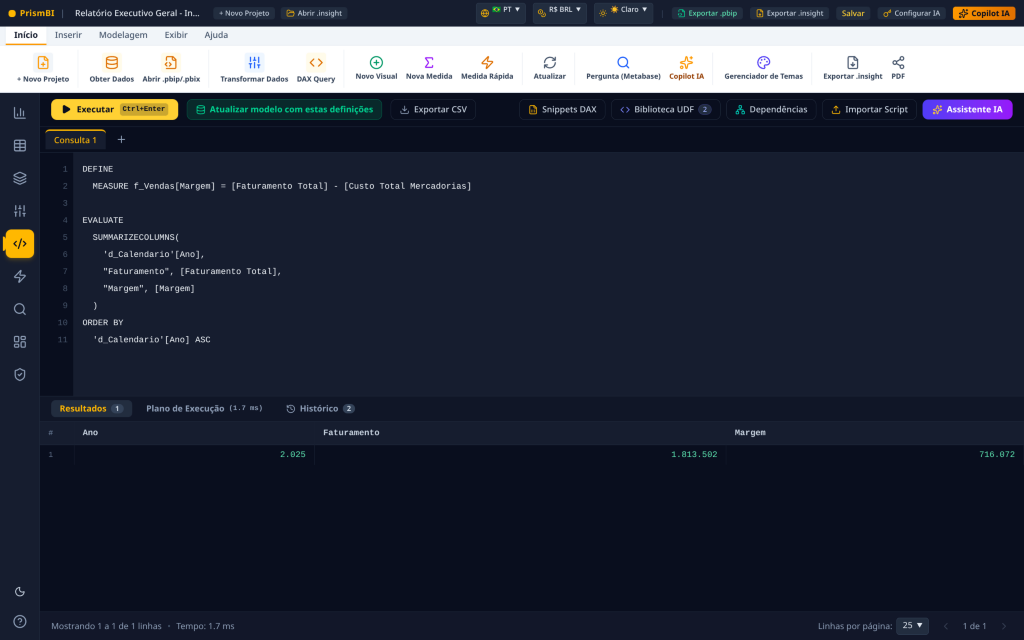 PrismBI | Relatório Executivo Geral - In... + Novo Projeto Abrir .insight PT ▼ R$ BRL ▼ Claro ▼ Exportar .pbip Exportar .insight Salvar Configurar IA Copilot IA
Início Inserir Modelagem Exibir Ajuda
+ Novo Projeto Obter Dados Abrir .pbip/.pbix Transformar Dados DAX Query Novo Visual Nova Medida Medida Rápida Atualizar Pergunta (Metabase) Copilot IA Gerenciador de Temas Exportar .insight PDF
Executar Ctrl+Enter Atualizar modelo com estas definições Exportar CSV Snippets DAX Biblioteca UDF 2 Dependências Importar Script Assistente IA
Consulta 1 +
1 DEFINE
2 MEASURE f_Vendas[Margem] = [Faturamento Total] - [Custo Total Mercadorias]
3
4 EVALUATE
5 SUMMARIZECOLUMNS(
6 'd_Calendario'[Ano],
7 "Faturamento", [Faturamento Total],
8 "Margem", [Margem]
9 )
10 ORDER BY
11 'd_Calendario'[Ano] ASC
Resultados 1 Plano de Execução (1.7 ms) Histórico 2
# Ano Faturamento Margem
1 2.025 1.813.502 716.072
Mostrando 1 a 1 de 1 linhas • Tempo: 1.7 ms Linhas por página: 25 ▼ 1 de 1